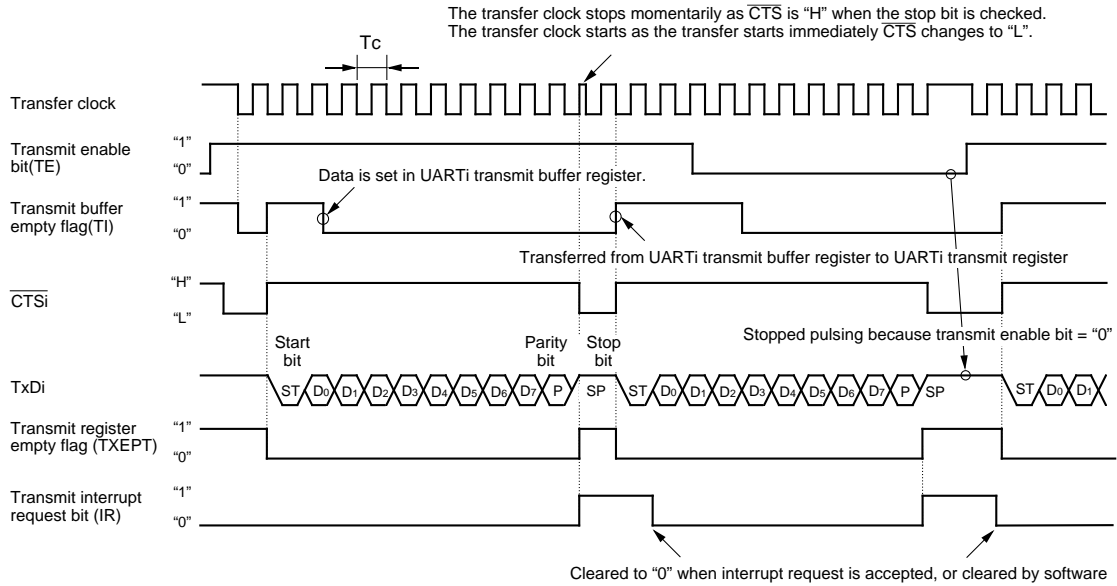 The transfer clock stops momentarily as CTS is “H” when the stop bit is checked.
The transfer clock starts as the transfer starts immediately CTS changes to “L”.
Tc
Transfer clock
Transmit enable
bit(TE)
“1”
“0”
Data is set in UARTi transmit buffer register.
Transmit buffer
empty flag(TI)
“1”
“0”
Transferred from UARTi transmit buffer register to UARTi transmit register
CTSi
“H”
“L”
Stopped pulsing because transmit enable bit = “0”
Start
bit
Parity
bit
Stop
bit
TxDi
ST D0 D1 D2 D3 D4 D5 D6 D7 P SP ST D0 D1 D2 D3 D4 D5 D6 D7 P SP ST D0 D1
Transmit register
empty flag (TXEPT)
“1”
“0”
Transmit interrupt
request bit (IR)
“1”
“0”
Cleared to “0” when interrupt request is accepted, or cleared by software